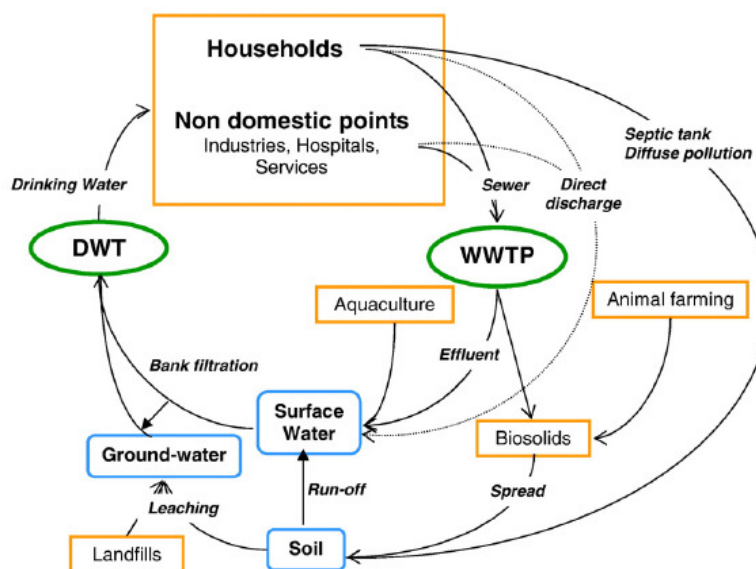 Households
Non domestic points
Industries, Hospitals,
Services
Septic tank
Diffuse pollution
Drinking Water
Sewer
Direct
discharge
DWT
WWTP
Aquaculture
Animal farming
Bank filtration
Effluent
Surface
Water
Biosolids
Ground-water
Run-off
Spread
Leaching
Landfills
Soil